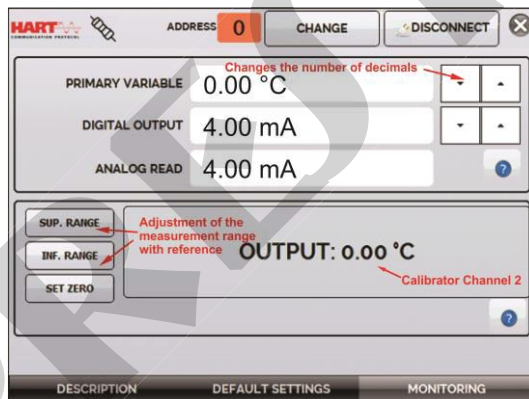 HART
COMMUNICATION PROTOCOL
ADDRESS 0 CHANGE DISCONNECT
Changes the number of decimals
PRIMARY VARIABLE 0.00 °C
DIGITAL OUTPUT 4.00 mA
ANALOG READ 4.00 mA
?
SUP. RANGE
INF. RANGE
SET ZERO
Adjustment of the
measurement range
with reference
OUTPUT: 0.00 °C
Calibrator Channel 2
?
DESCRIPTION DEFAULT SETTINGS MONITORING